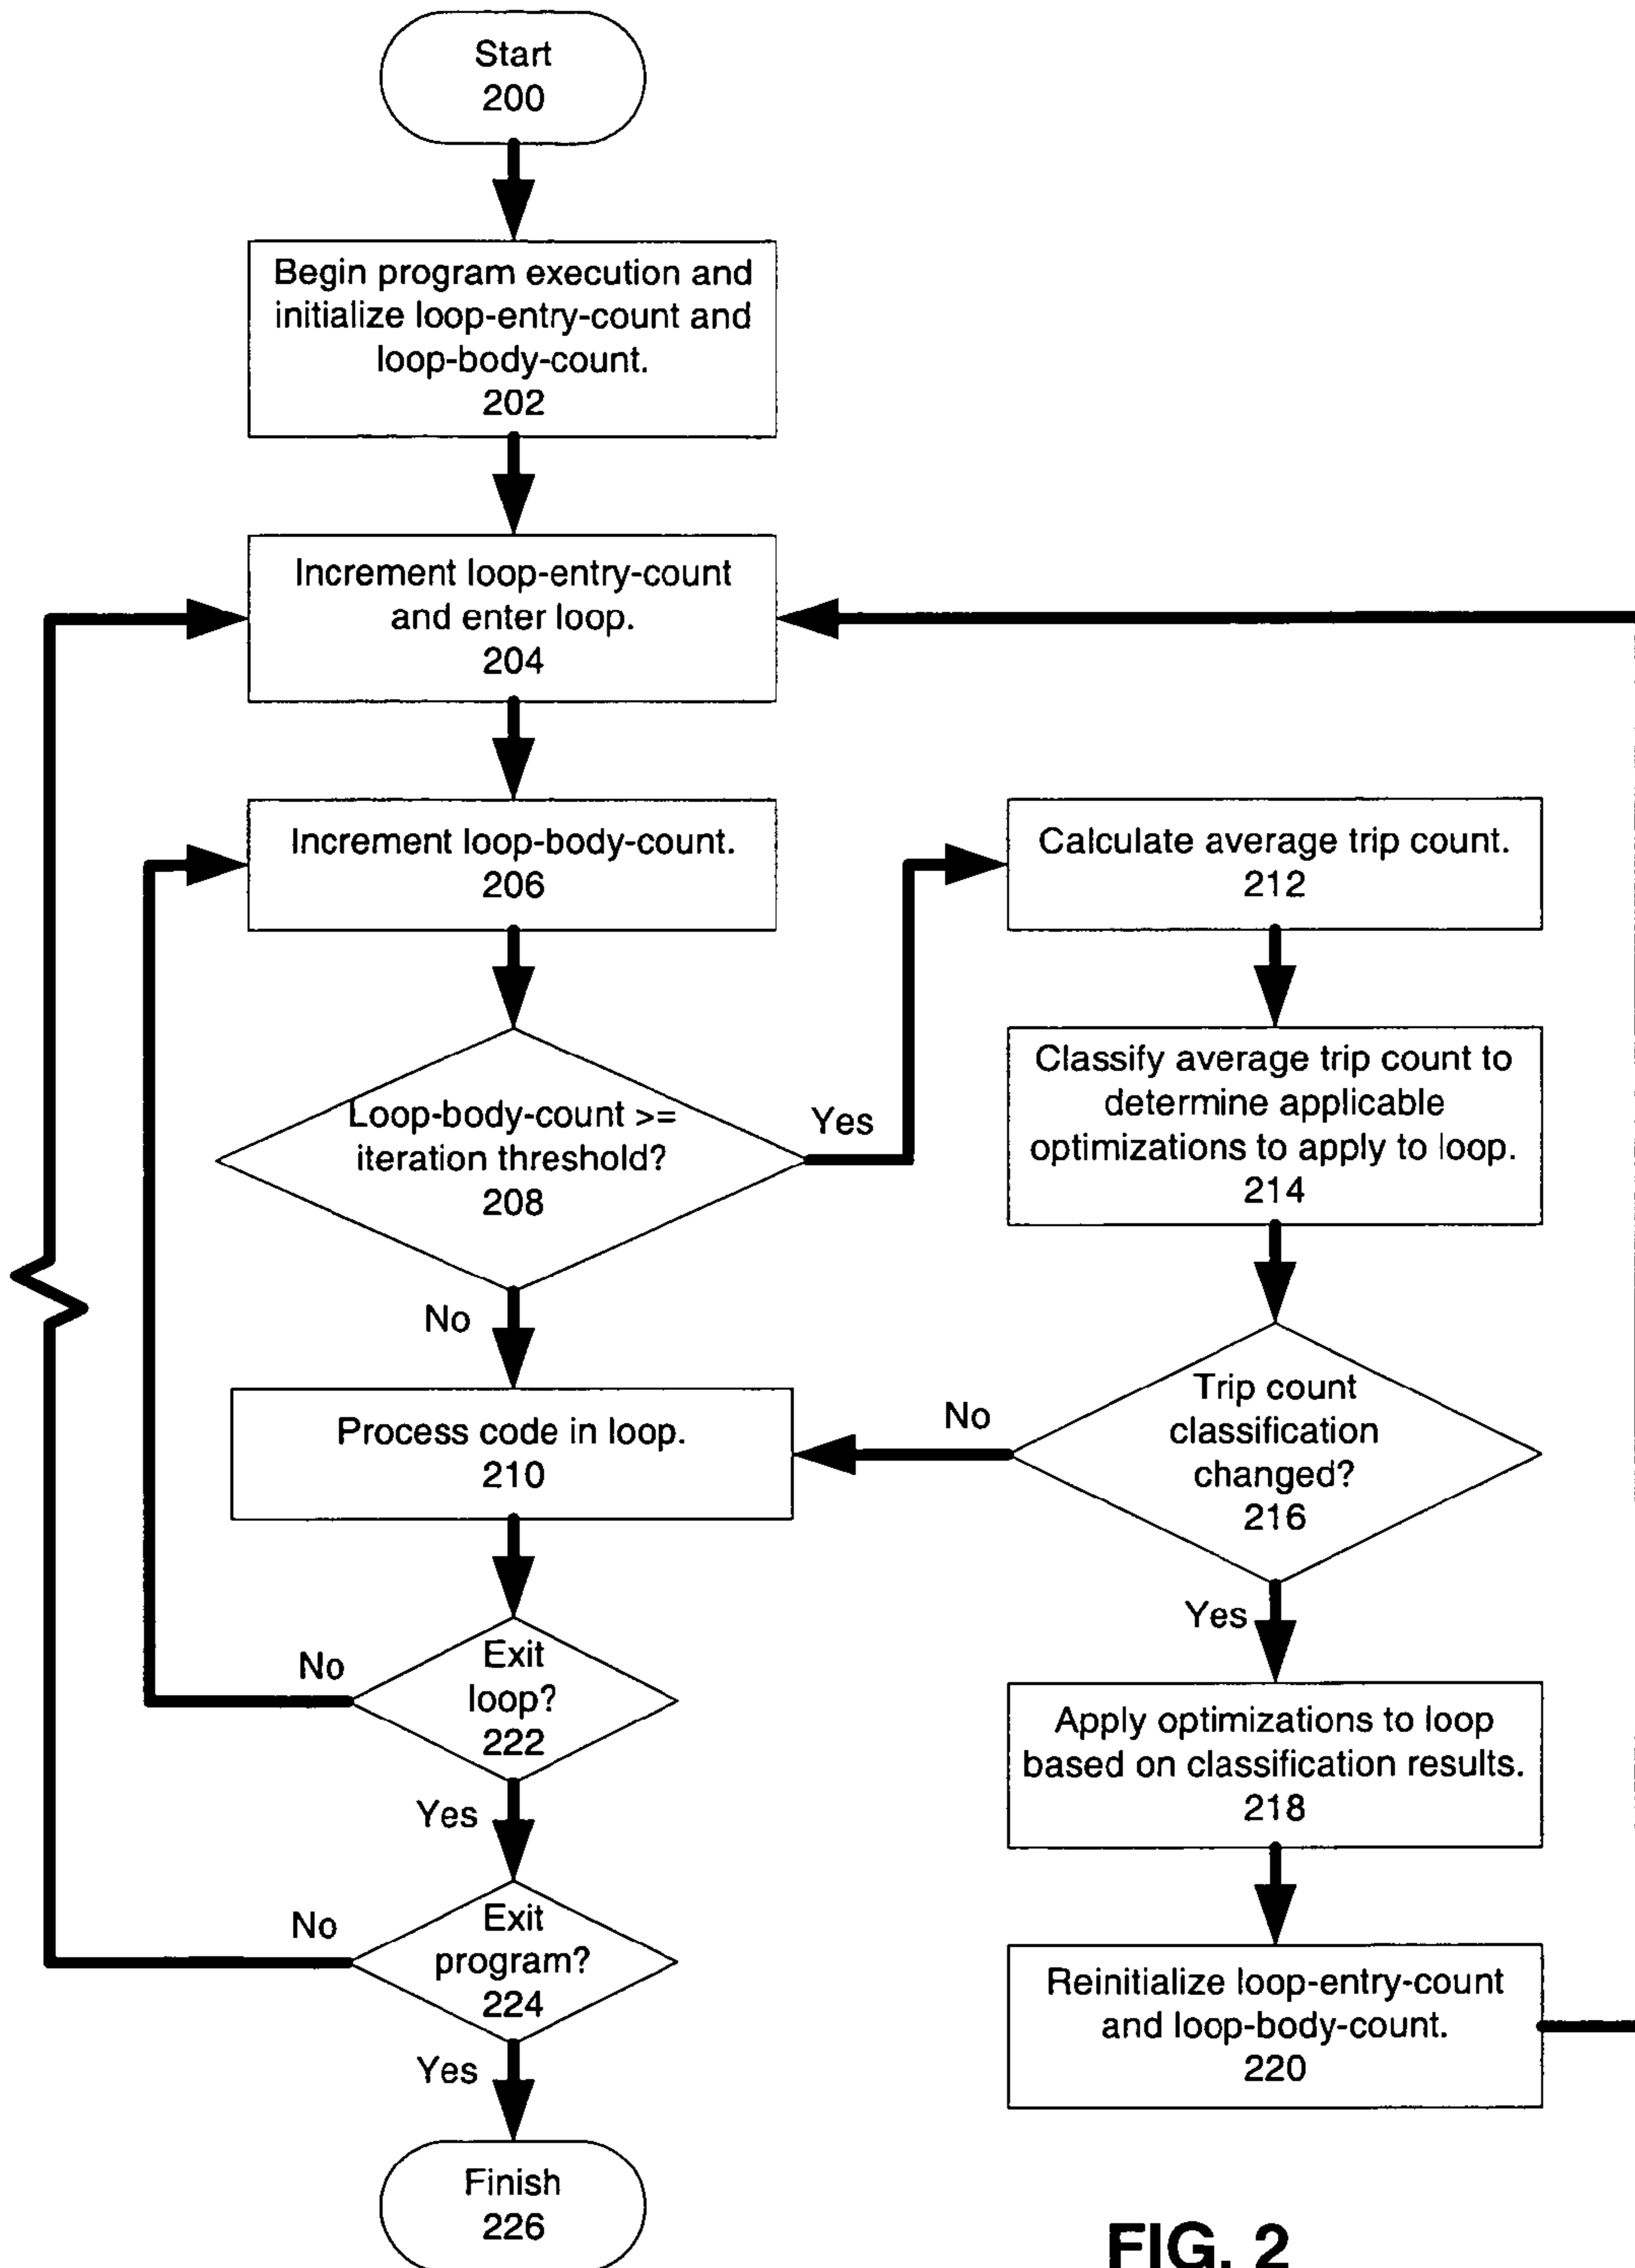 Start
200
Begin program execution and
initialize loop-entry-count and
loop-body-count.
202
Increment loop-entry-count
and enter loop.
204
Increment loop-body-count.
206
Loop-body-count >=
iteration threshold?
208
Yes
No
Calculate average trip count.
212
Classify average trip count to
determine applicable
optimizations to apply to loop.
214
Trip count
classification
changed?
216
No
Yes
Process code in loop.
210
Exit
loop?
222
No
Yes
Apply optimizations to loop
based on classification results.
218
Exit
program?
224
No
Yes
Reinitialize loop-entry-count
and loop-body-count.
220
Finish
226
FIG. 2